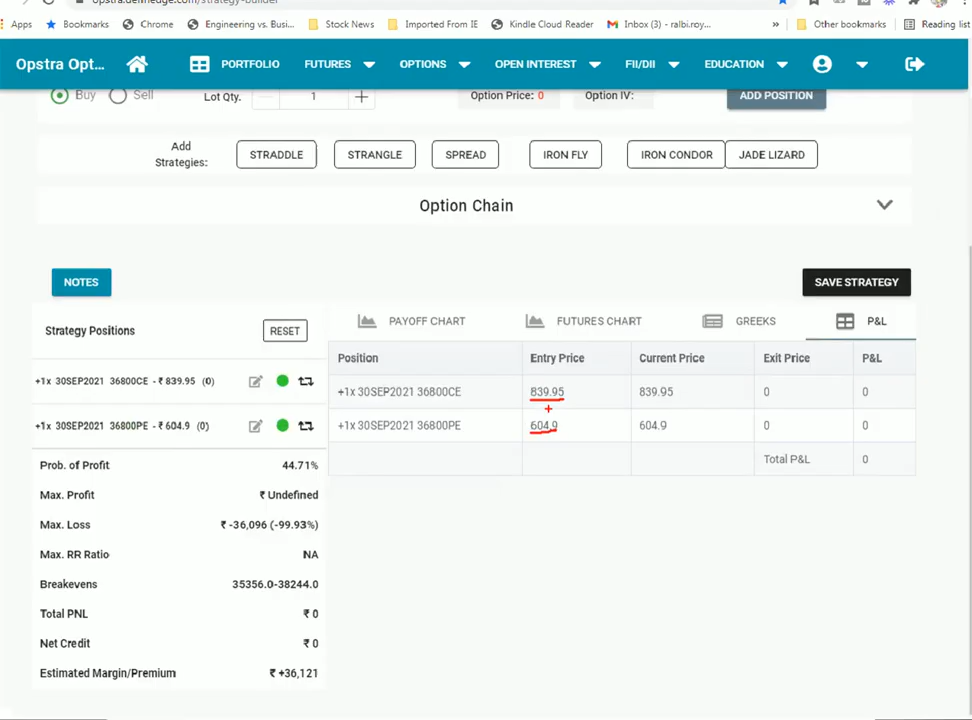 opstra.definedge.com/strategy-builder
Apps Bookmarks Chrome Engineering vs. Busi... Stock News Imported From IE Kindle Cloud Reader Inbox (3) - ralbi.roy... » Other bookmarks Reading list
Opstra Opt... PORTFOLIO FUTURES OPTIONS OPEN INTEREST FII/DII EDUCATION
Buy Sell Lot Qty. 1 + Option Price: 0 Option IV: ADD POSITION
Add Strategies: STRADDLE STRANGLE SPREAD IRON FLY IRON CONDOR JADE LIZARD
Option Chain
NOTES SAVE STRATEGY
Strategy Positions RESET PAYOFF CHART FUTURES CHART GREEKS P&L
Position Entry Price Current Price Exit Price P&L
+1x 30SEP2021 36800CE - ₹ 839.95 (0) +1x 30SEP2021 36800CE 839.95 839.95 0 0
+1x 30SEP2021 36800PE - ₹ 604.9 (0) +1x 30SEP2021 36800PE 604.9 604.9 0 0
Total P&L 0
Prob. of Profit 44.71%
Max. Profit ₹ Undefined
Max. Loss ₹ -36,096 (-99.93%)
Max. RR Ratio NA
Breakevens 35356.0-38244.0
Total PNL ₹ 0
Net Credit ₹ 0
Estimated Margin/Premium ₹ +36,121